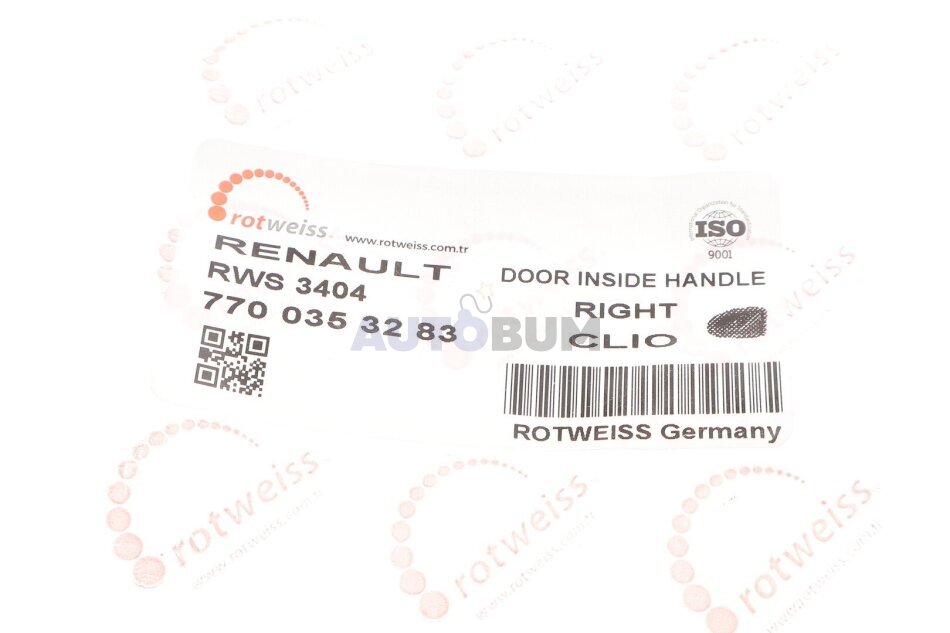 rotweiss
rotweiss
rotweiss
rotweiss
www.rotweiss.com.tr
RENAULT
RWS 3404
770 035 32 83
ISO
9001
DOOR INSIDE HANDLE
RIGHT
CLIO
AUTOBUM
ROTWEISS Germany
rotweiss
rotweiss
rotweiss